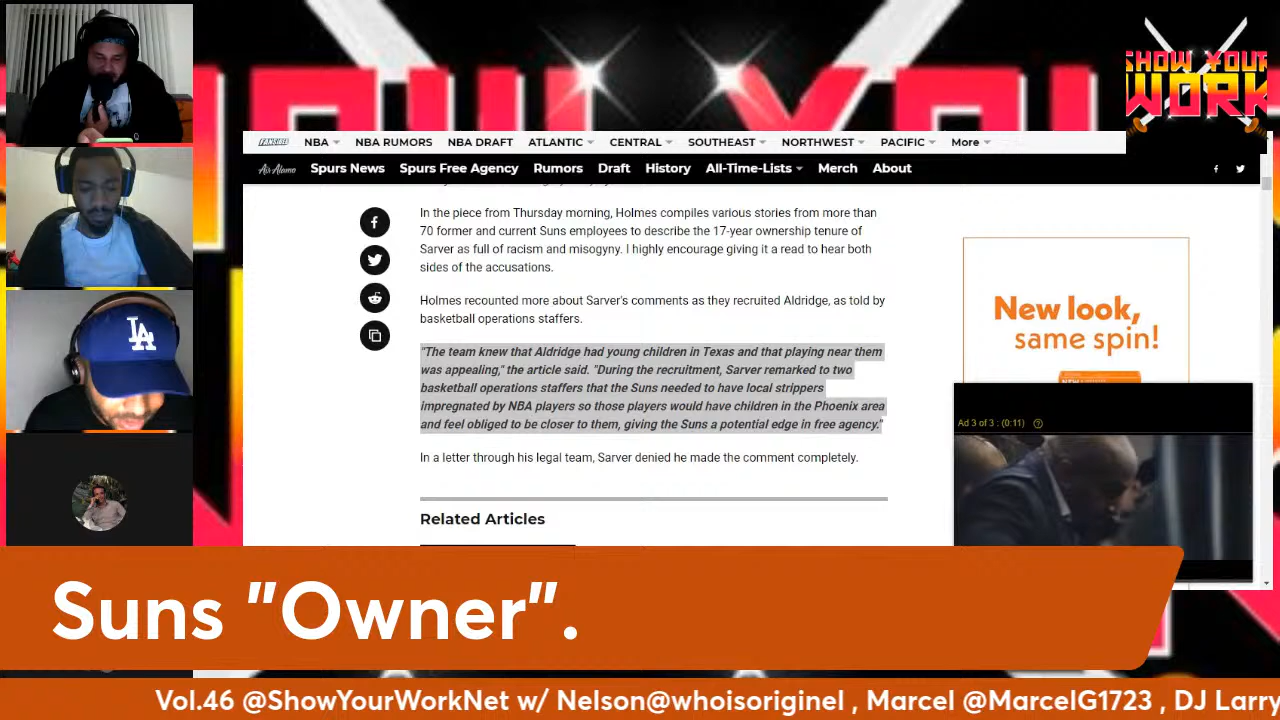 SHOW YOUR
WORK
FANSIDED NBA NBA RUMORS NBA DRAFT ATLANTIC CENTRAL SOUTHEAST NORTHWEST PACIFIC More
Air Alamo Spurs News Spurs Free Agency Rumors Draft History All-Time-Lists Merch About
In the piece from Thursday morning, Holmes compiles various stories from more than
70 former and current Suns employees to describe the 17-year ownership tenure of
Sarver as full of racism and misogyny. I highly encourage giving it a read to hear both
sides of the accusations.
Holmes recounted more about Sarver's comments as they recruited Aldridge, as told by
basketball operations staffers.
"The team knew that Aldridge had young children in Texas and that playing near them
was appealing," the article said. "During the recruitment, Sarver remarked to two
basketball operations staffers that the Suns needed to have local strippers
impregnated by NBA players so those players would have children in the Phoenix area
and feel obliged to be closer to them, giving the Suns a potential edge in free agency."
In a letter through his legal team, Sarver denied he made the comment completely.
Related Articles
New look,
same spin!
Ad 3 of 3 : (0:11)
LA
Suns "Owner".
Vol.46 @ShowYourWorkNet w/ Nelson@whoisoriginel , Marcel @MarcelG1723 , DJ Larry